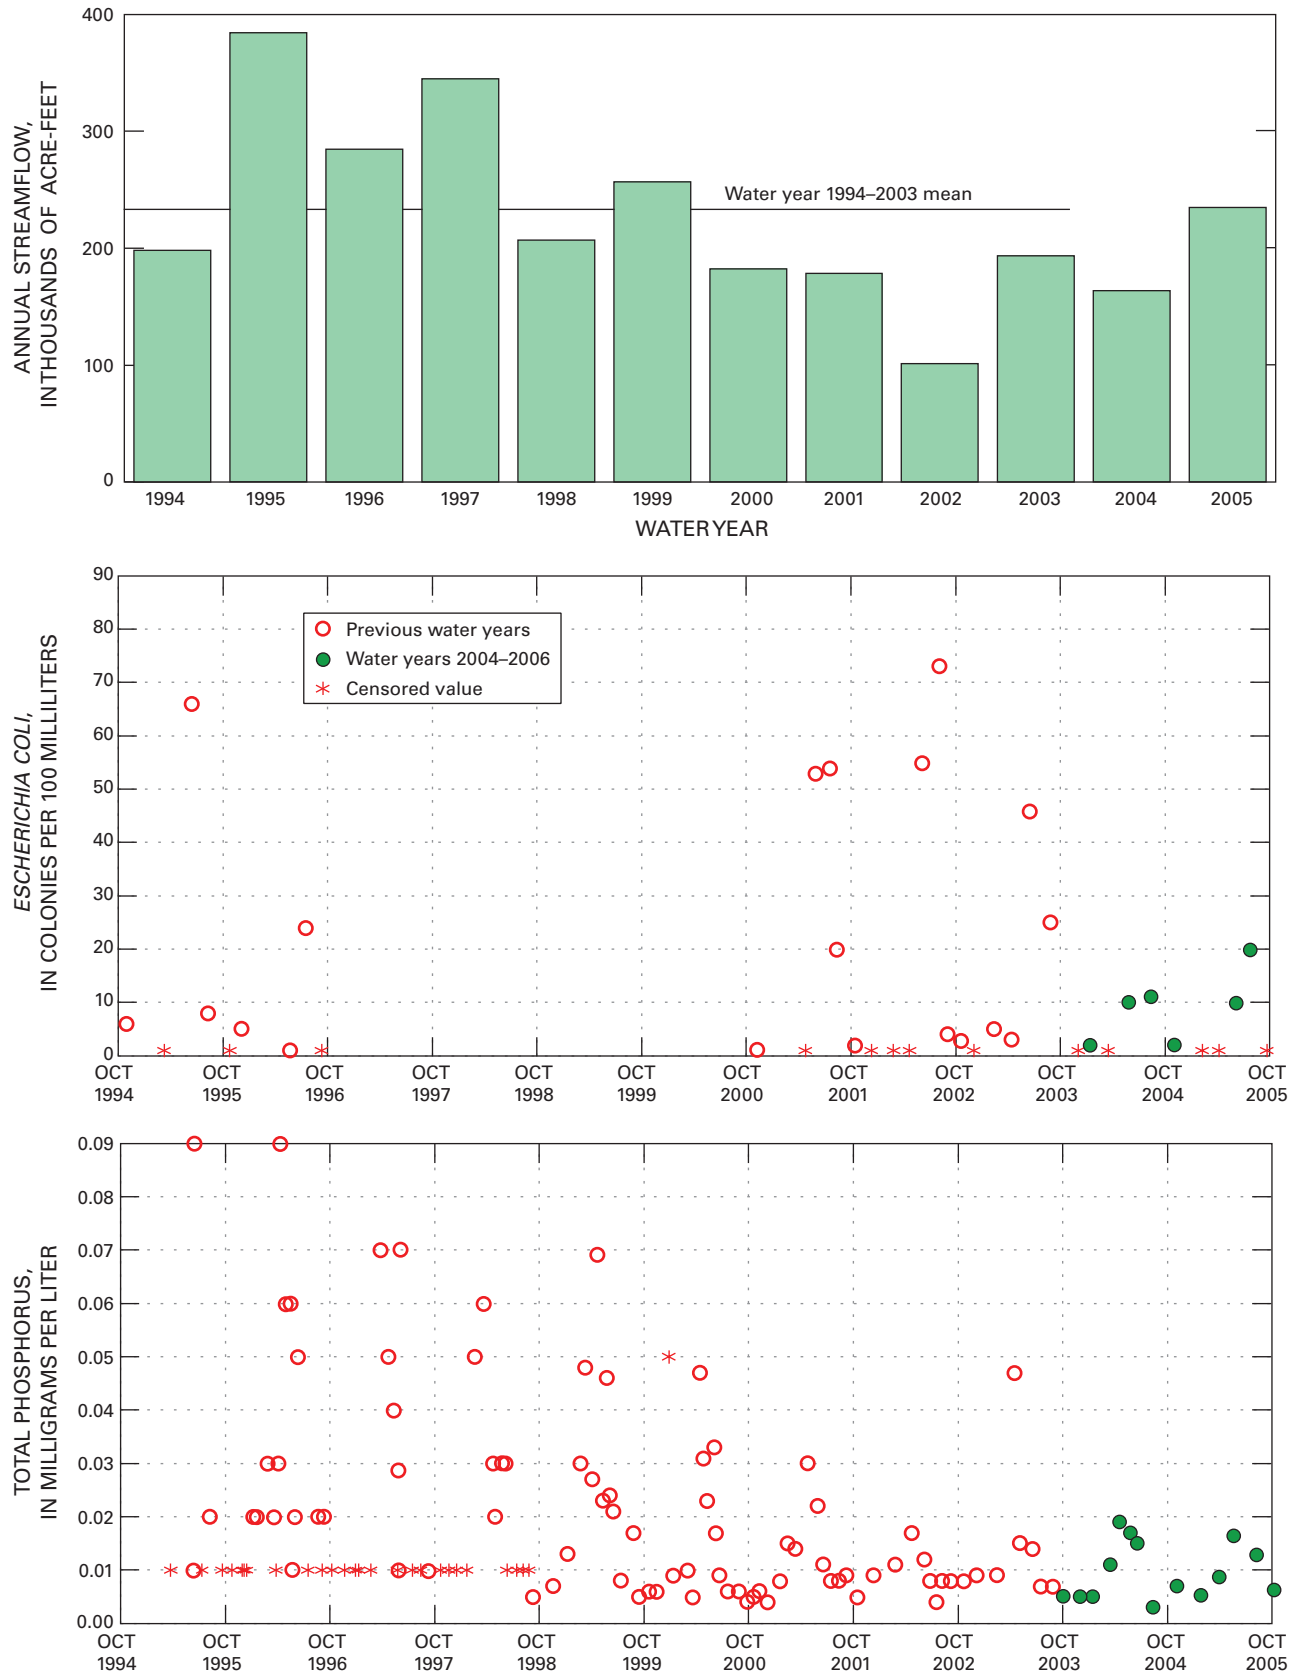 ANNUAL STREAMFLOW,
INTHOUSANDS OF ACRE-FEET
400
300
200
100
0
Water year 1994–2003 mean
1994 1995 1996 1997 1998 1999 2000 2001 2002 2003 2004 2005
WATER YEAR
ESCHERICHIA COLI,
IN COLONIES PER 100 MILLILITERS
90
80
70
60
50
40
30
20
10
0
Previous water years
Water years 2004–2006
Censored value
OCT OCT OCT OCT OCT OCT OCT OCT OCT OCT OCT OCT
1994 1995 1996 1997 1998 1999 2000 2001 2002 2003 2004 2005
TOTAL PHOSPHORUS,
IN MILLIGRAMS PER LITER
0.09
0.08
0.07
0.06
0.05
0.04
0.03
0.02
0.01
0.00
OCT OCT OCT OCT OCT OCT OCT OCT OCT OCT OCT OCT
1994 1995 1996 1997 1998 1999 2000 2001 2002 2003 2004 2005